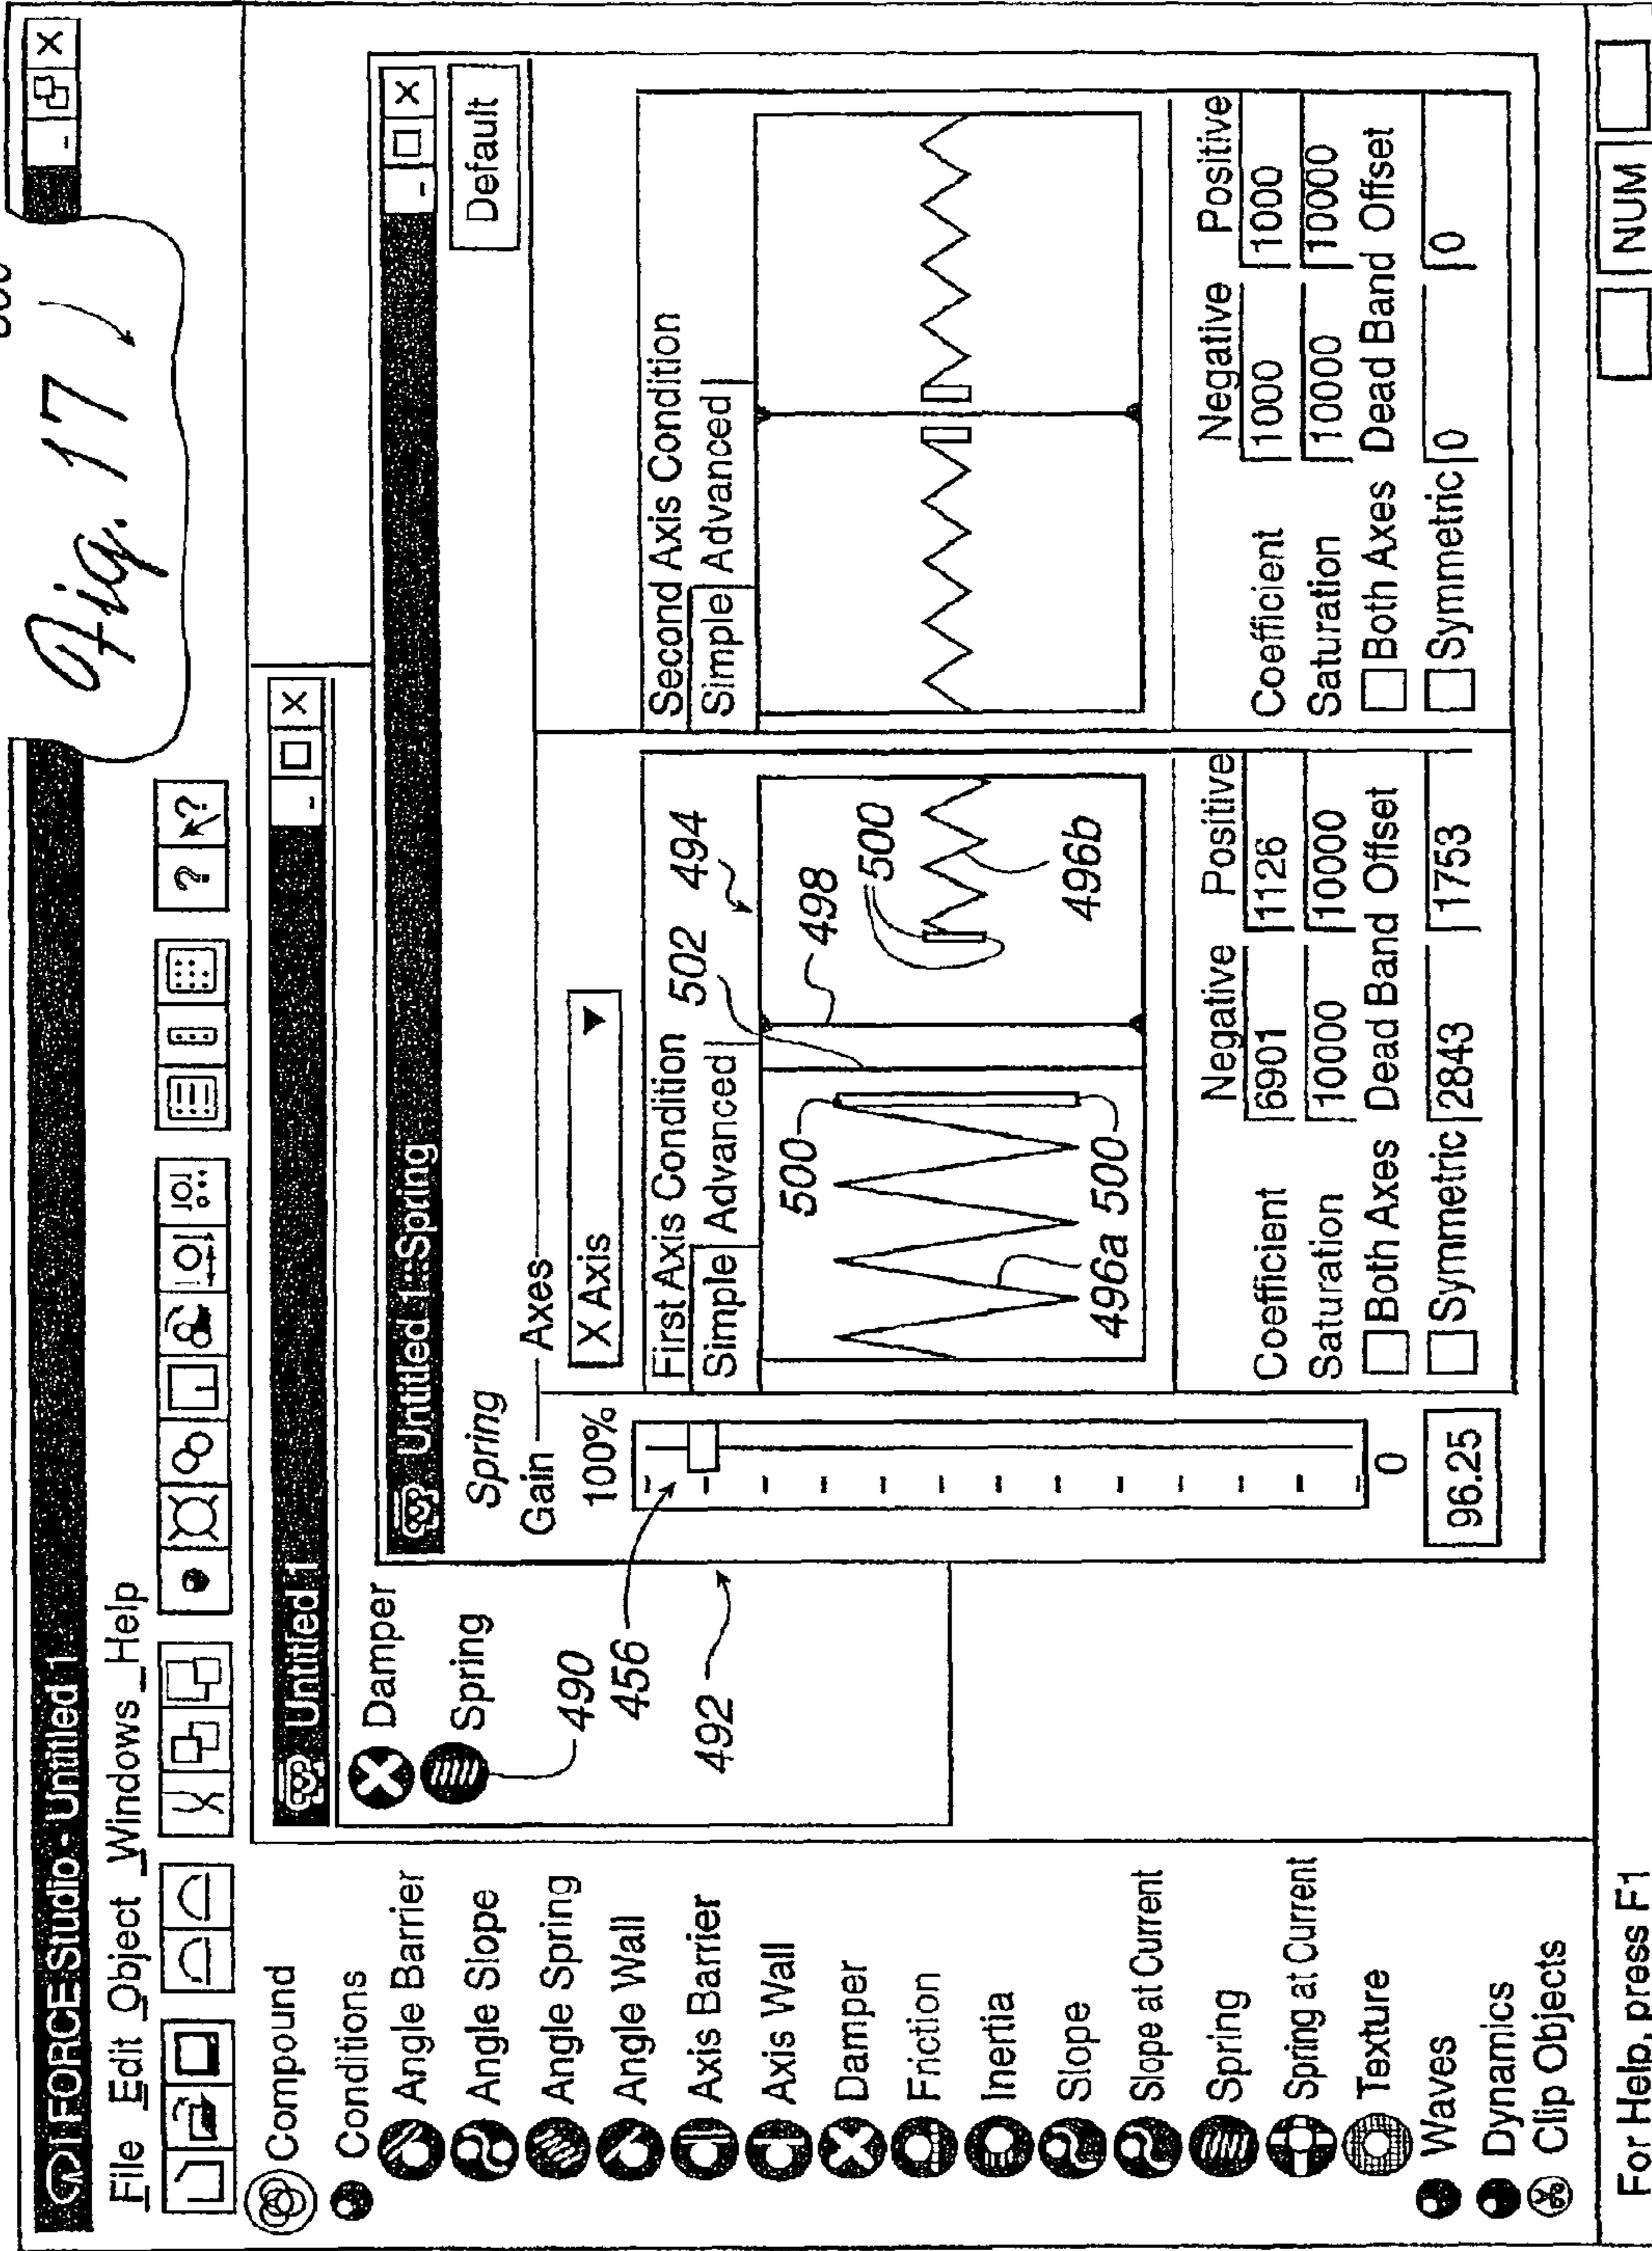 Fig. 17
I FORCE Studio - Untitled 1
File Edit Object Windows Help
Compound
Conditions
Angle Barrier
Angle Slope
Angle Spring
Angle Wall
Axis Barrier
Axis Wall
Damper
Friction
Inertia
Slope
Slope at Current
Spring
Spring at Current
Texture
Waves
Dynamics
Clip Objects
Untitled 1
Damper
Spring
490
456
492
Untitled 1:Spring
Spring
Default
Gain
100%
0
96.25
Axes
X Axis
First Axis Condition
Simple Advanced
502
494
498
500
500
500
496a
496b
Negative Positive
Coefficient 6901 1126
Saturation 10000 10000
Both Axes Dead Band Offset
Symmetric 2843 1753
Second Axis Condition
Simple Advanced
Negative Positive
Coefficient 1000 1000
Saturation 10000 10000
Both Axes Dead Band Offset
Symmetric 0 0
For Help, press F1
NUM